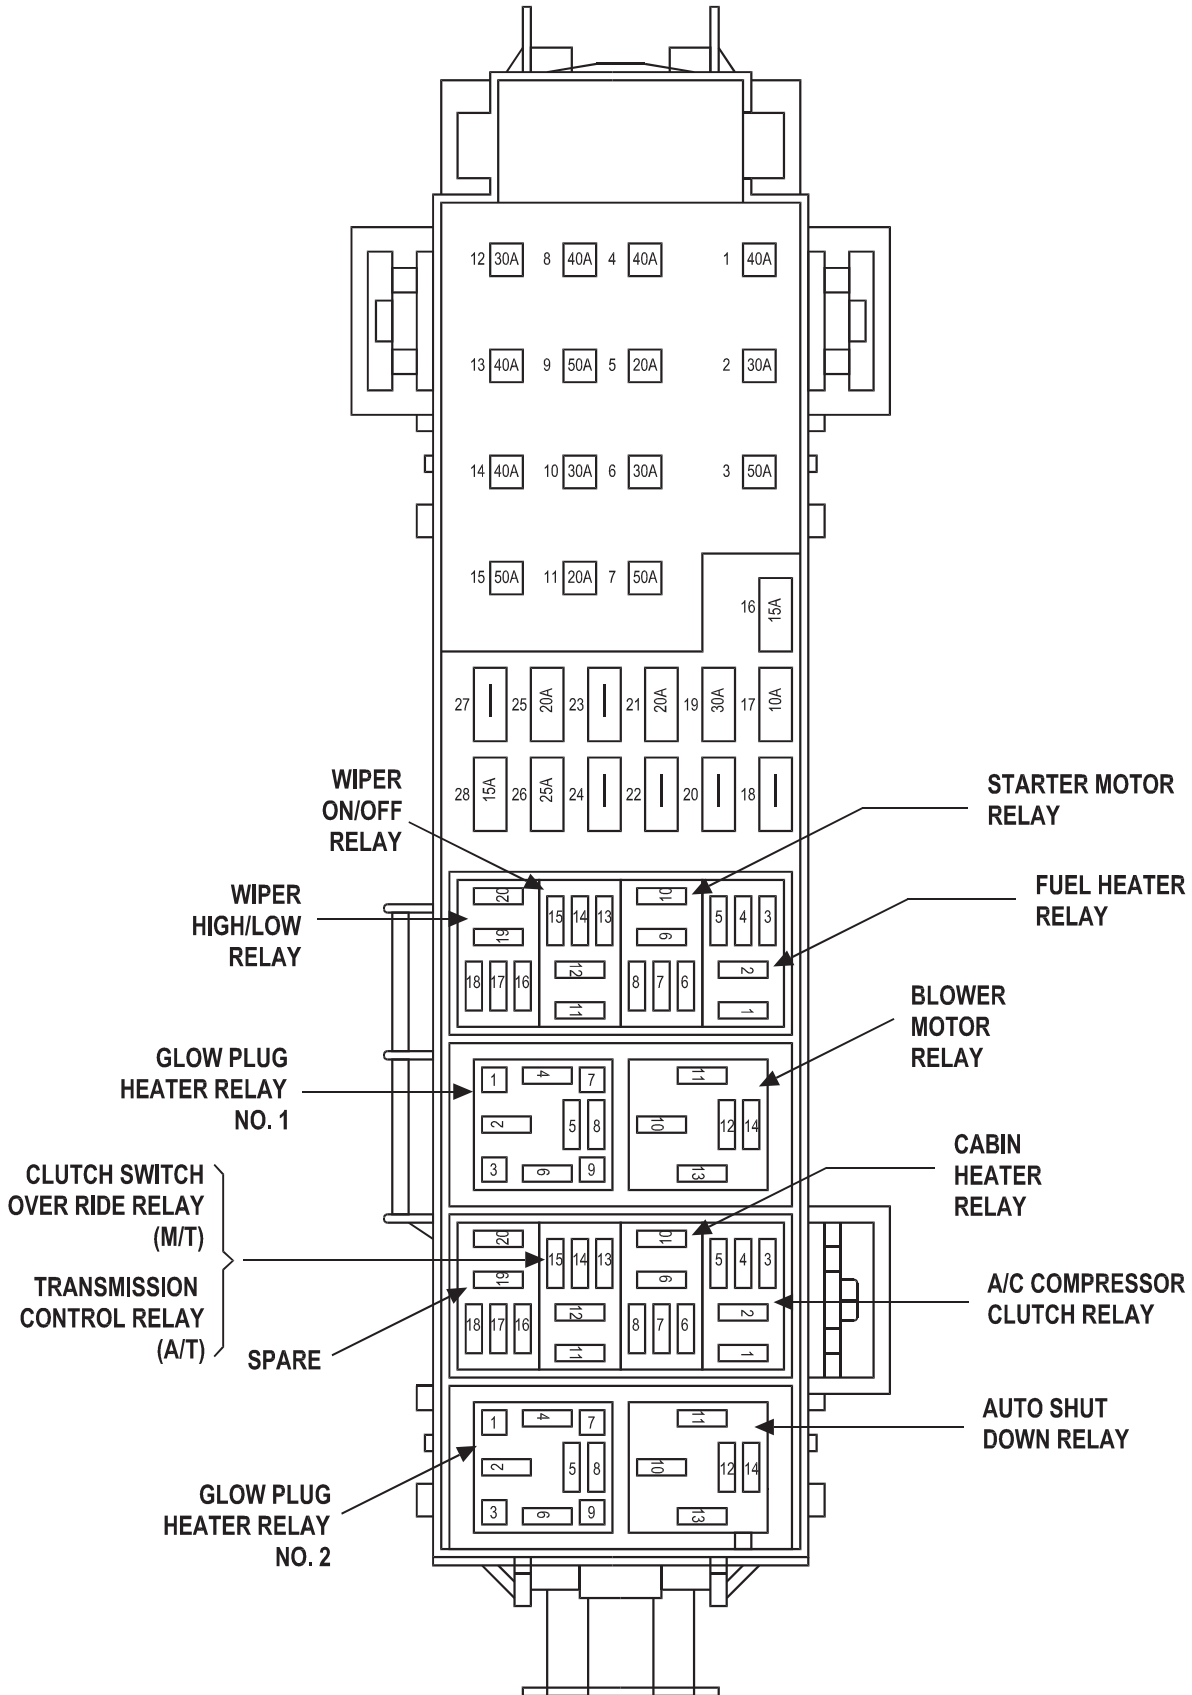 12 30A 8 40A 4 40A 1 40A
13 40A 9 50A 5 20A 2 30A
14 40A 10 30A 6 30A 3 50A
15 50A 11 20A 7 50A
16 15A
27 25 20A 23 21 20A 19 30A 17 10A
28 15A 26 25A 24 22 20 18
WIPER
ON/OFF
RELAY
STARTER MOTOR
RELAY
WIPER
HIGH/LOW
RELAY
FUEL HEATER
RELAY
20 10
15 14 13 5 4 3
19 9
18 17 16 12 8 7 6 2
11 1
BLOWER
MOTOR
RELAY
GLOW PLUG
HEATER RELAY
NO. 1
1 4 7 11
2 5 8 10 12 14
3 6 9 13
CLUTCH SWITCH
OVER RIDE RELAY
(M/T)
TRANSMISSION
CONTROL RELAY
(A/T)
CABIN
HEATER
RELAY
20 10
15 14 13 5 4 3
19 9
18 17 16 12 8 7 6 2
11 1
SPARE
A/C COMPRESSOR
CLUTCH RELAY
AUTO SHUT
DOWN RELAY
1 4 7 11
2 5 8 10 12 14
3 6 9 13
GLOW PLUG
HEATER RELAY
NO. 2